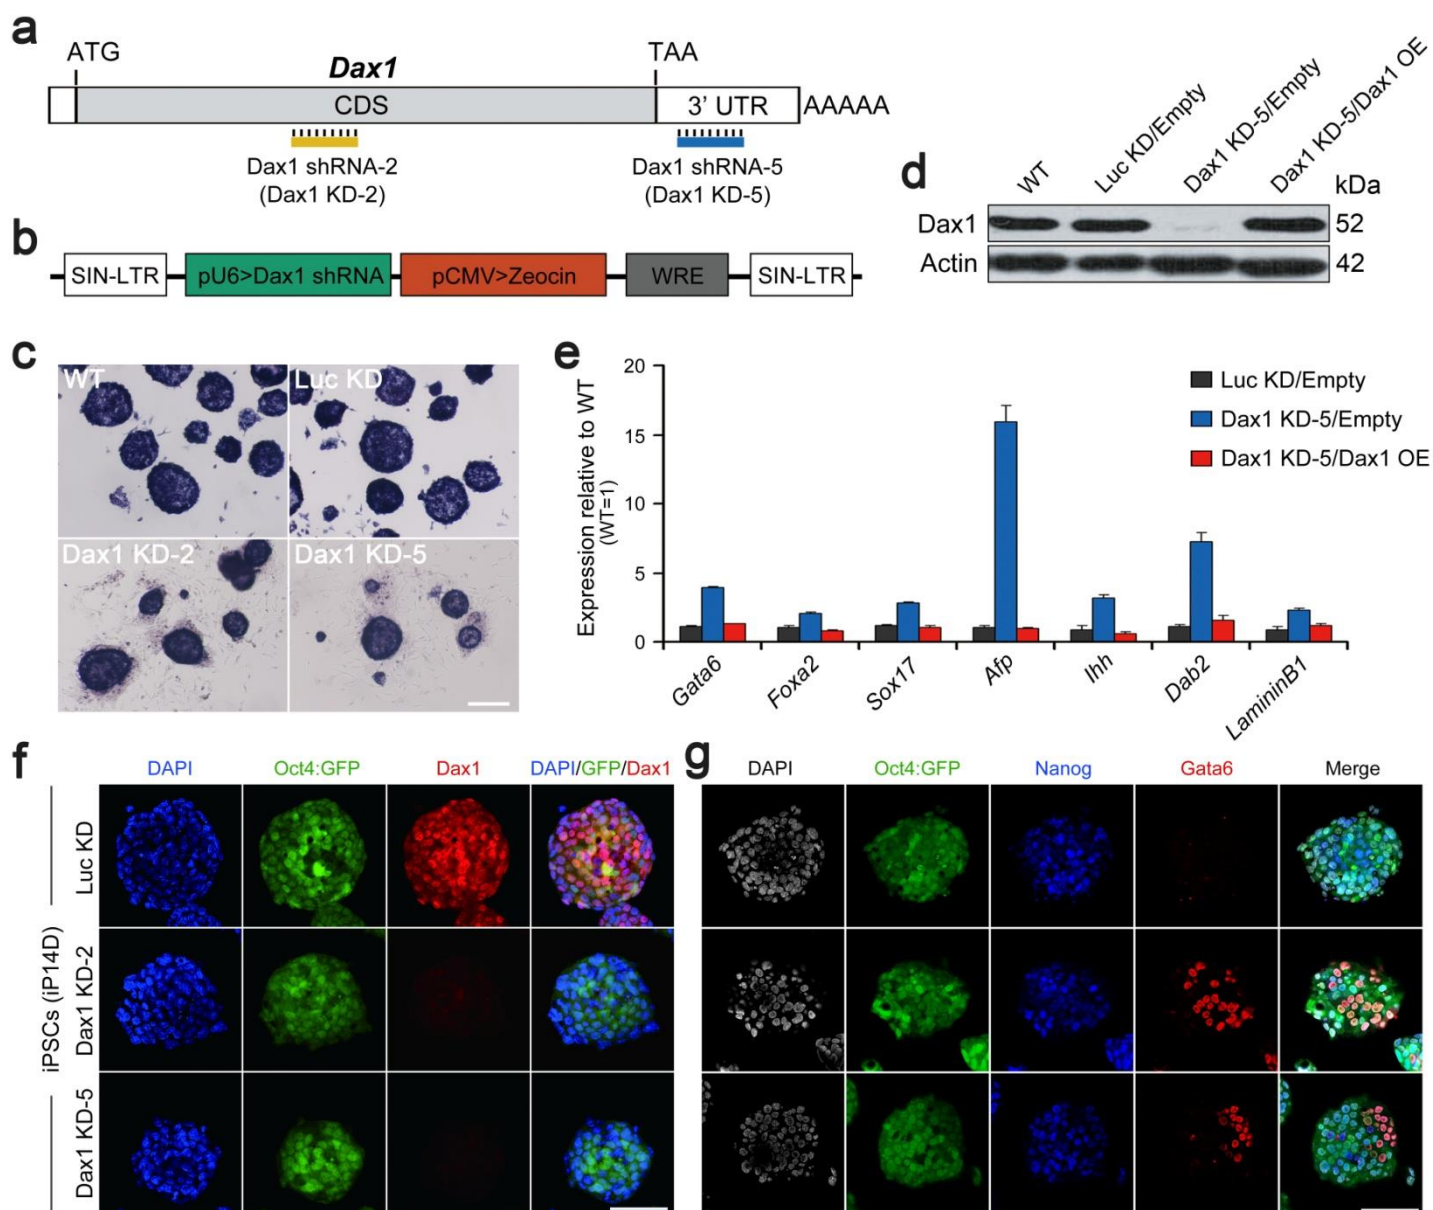 a
ATG
Dax1
TAA
CDS
3' UTR
AAAAA
Dax1 shRNA-2
(Dax1 KD-2)
Dax1 shRNA-5
(Dax1 KD-5)
b
SIN-LTR
pU6>Dax1 shRNA
pCMV>Zeocin
WRE
SIN-LTR
c
WT
Luc KD
Dax1 KD-2
Dax1 KD-5
d
WT
Luc KD/Empty
Dax1 KD-5/Empty
Dax1 KD-5/Dax1 OE
kDa
Dax1
52
Actin
42
e
Expression relative to WT
(WT=1)
20
15
10
5
0
Luc KD/Empty
Dax1 KD-5/Empty
Dax1 KD-5/Dax1 OE
Gata6
Foxa2
Sox17
Afp
Ihh
Dab2
LamininB1
f
DAPI
Oct4:GFP
Dax1
DAPI/GFP/Dax1
iPSCs (iP14D)
Luc KD
Dax1 KD-2
Dax1 KD-5
g
DAPI
Oct4:GFP
Nanog
Gata6
Merge